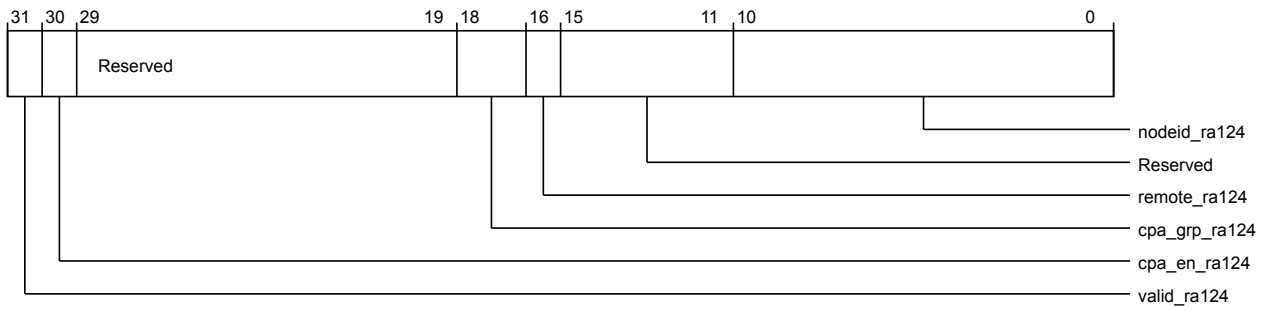 31 30 29 19 18 16 15 11 10 0
Reserved
nodeid_ra124
Reserved
remote_ra124
cpa_grp_ra124
cpa_en_ra124
valid_ra124